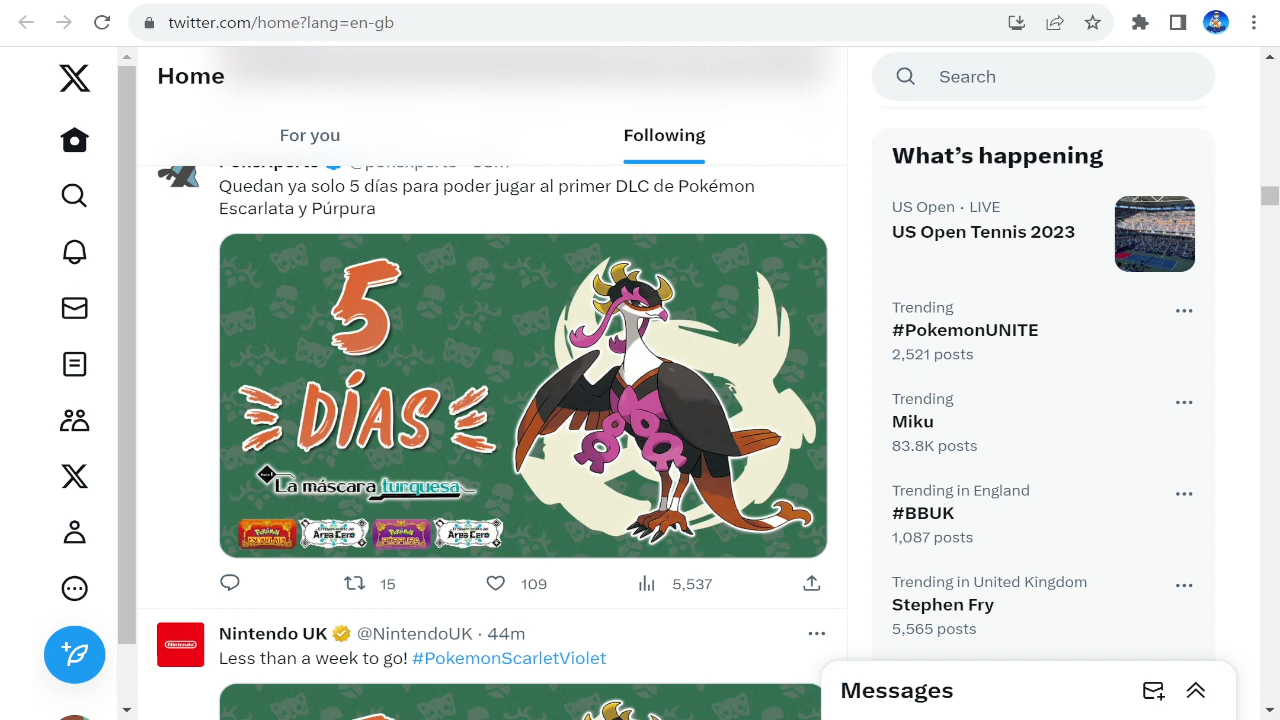 twitter.com/home?lang=en-gb
Home
For you
Following
Quedan ya solo 5 días para poder jugar al primer DLC de Pokémon
Escarlata y Púrpura
5
DÍAS
La máscara turquesa
15
109
5,537
Nintendo UK @NintendoUK · 44m
Less than a week to go! #PokemonScarletViolet
Search
What’s happening
US Open · LIVE
US Open Tennis 2023
Trending
#PokemonUNITE
2,521 posts
Trending
Miku
83.8K posts
Trending in England
#BBUK
1,087 posts
Trending in United Kingdom
Stephen Fry
5,565 posts
Messages